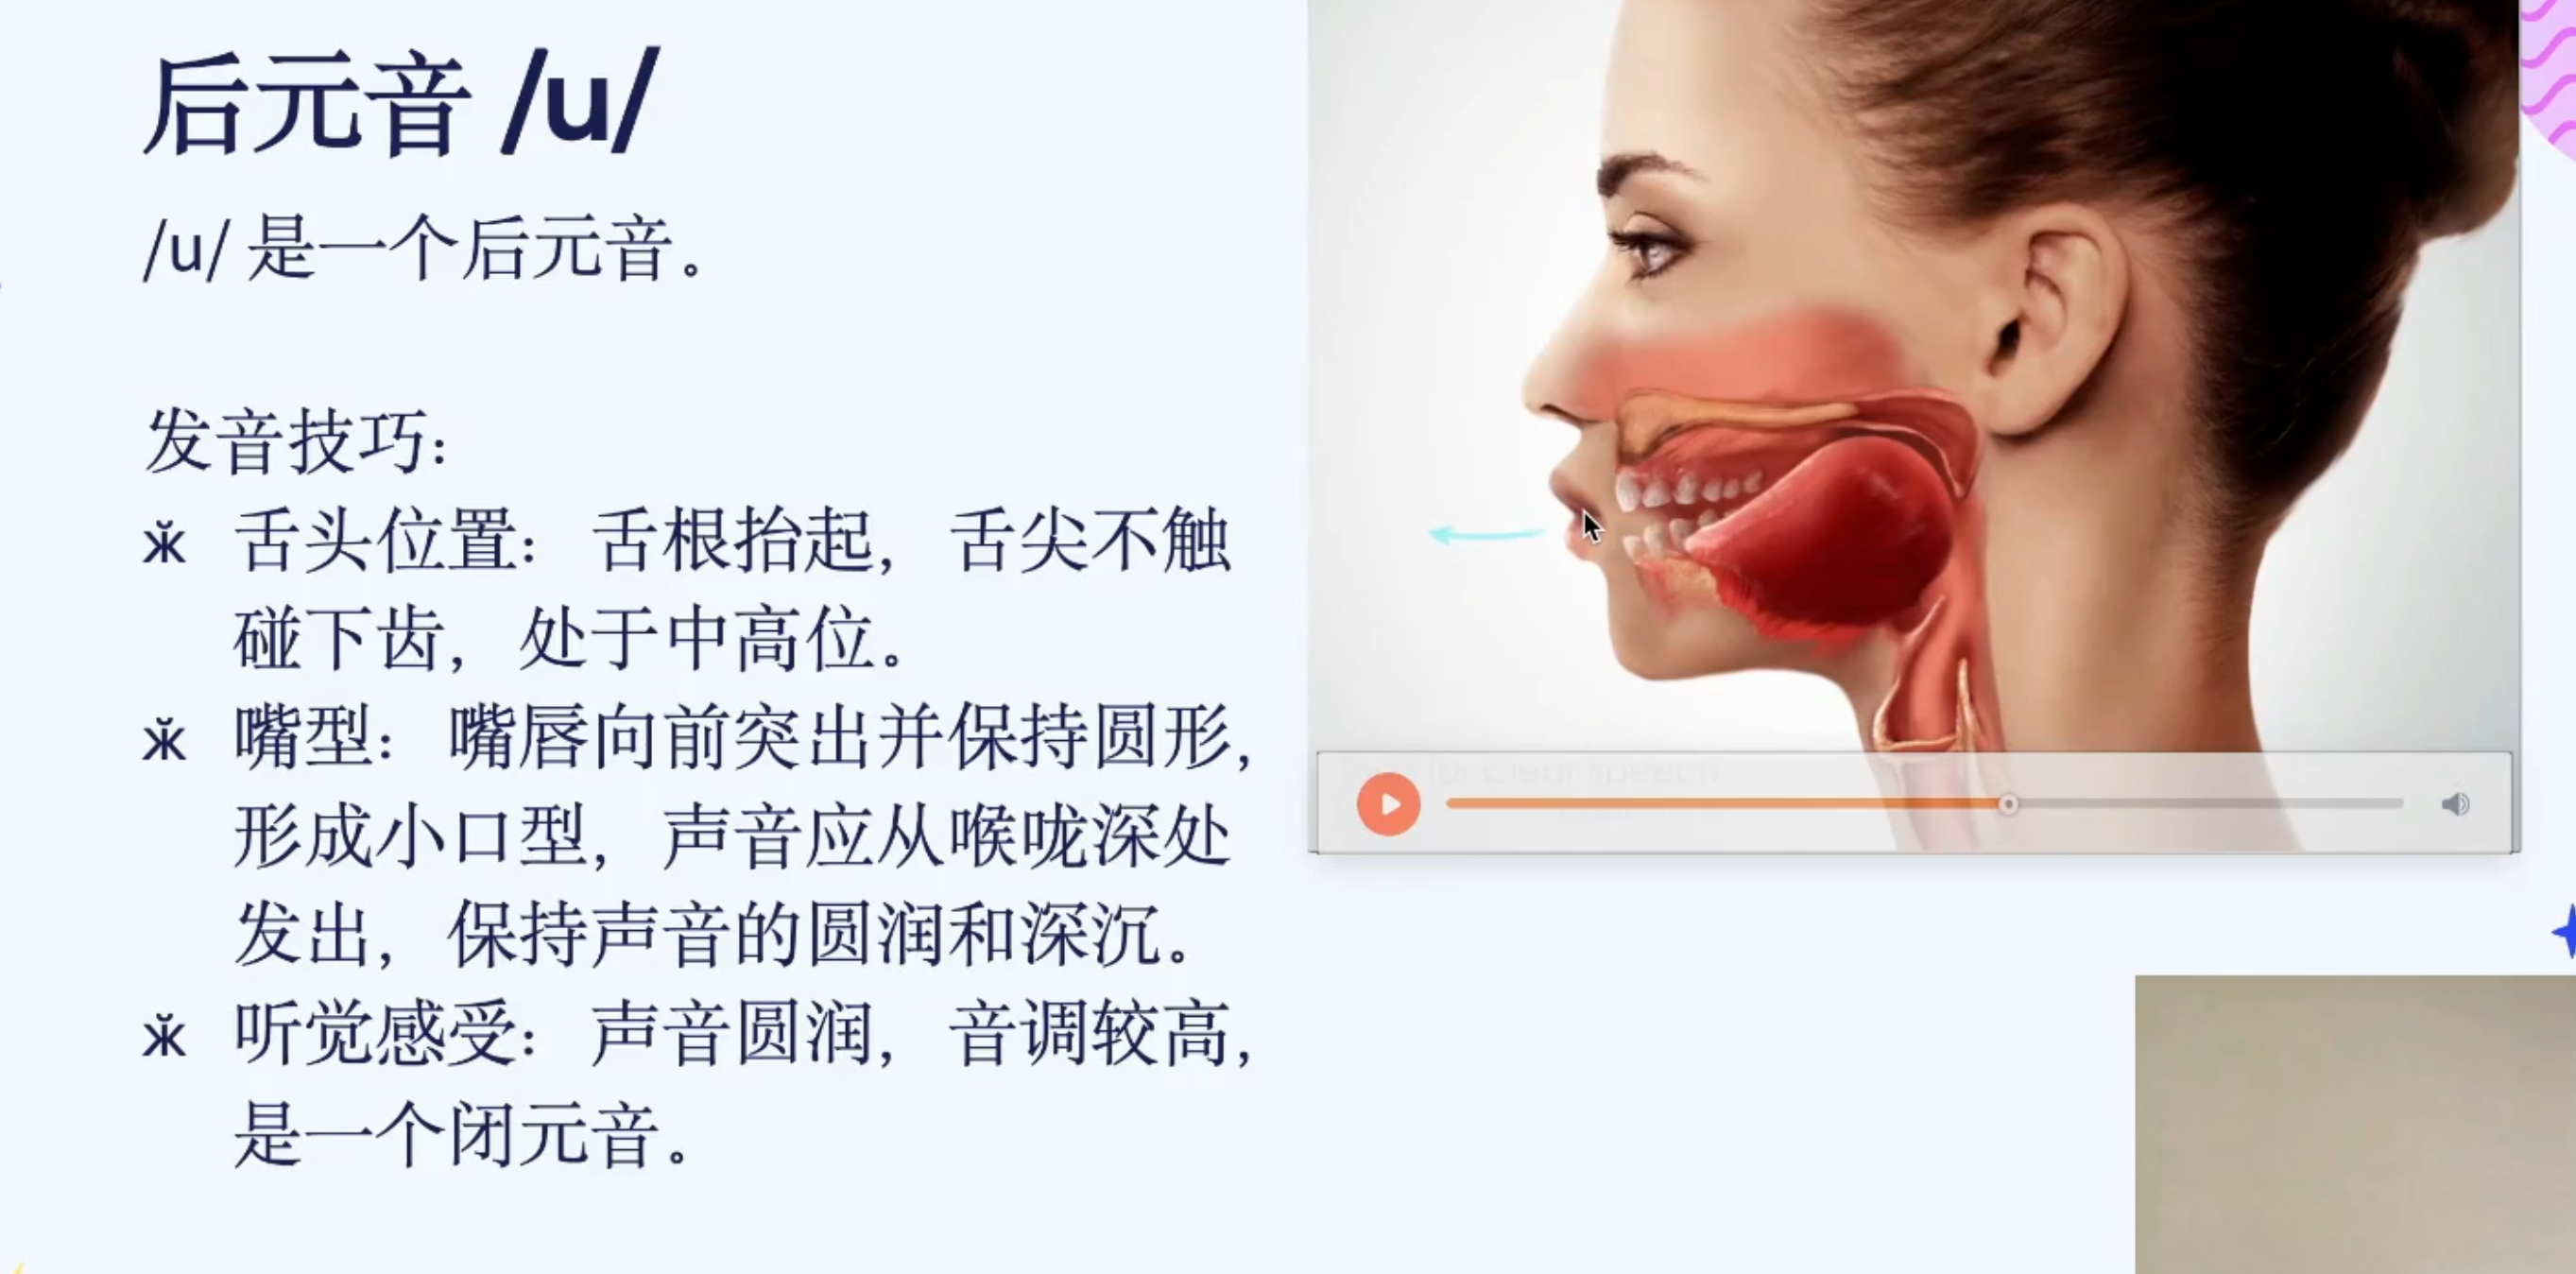 后元音 /u/
/u/ 是一个后元音。
发音技巧：
ӂ 舌头位置：舌根抬起，舌尖不触
碰下齿，处于中高位。
ӂ 嘴型：嘴唇向前突出并保持圆形，
形成小口型，声音应从喉咙深处
发出，保持声音的圆润和深沉。
ӂ 听觉感受：声音圆润，音调较高，
是一个闭元音。
for Clear Speech